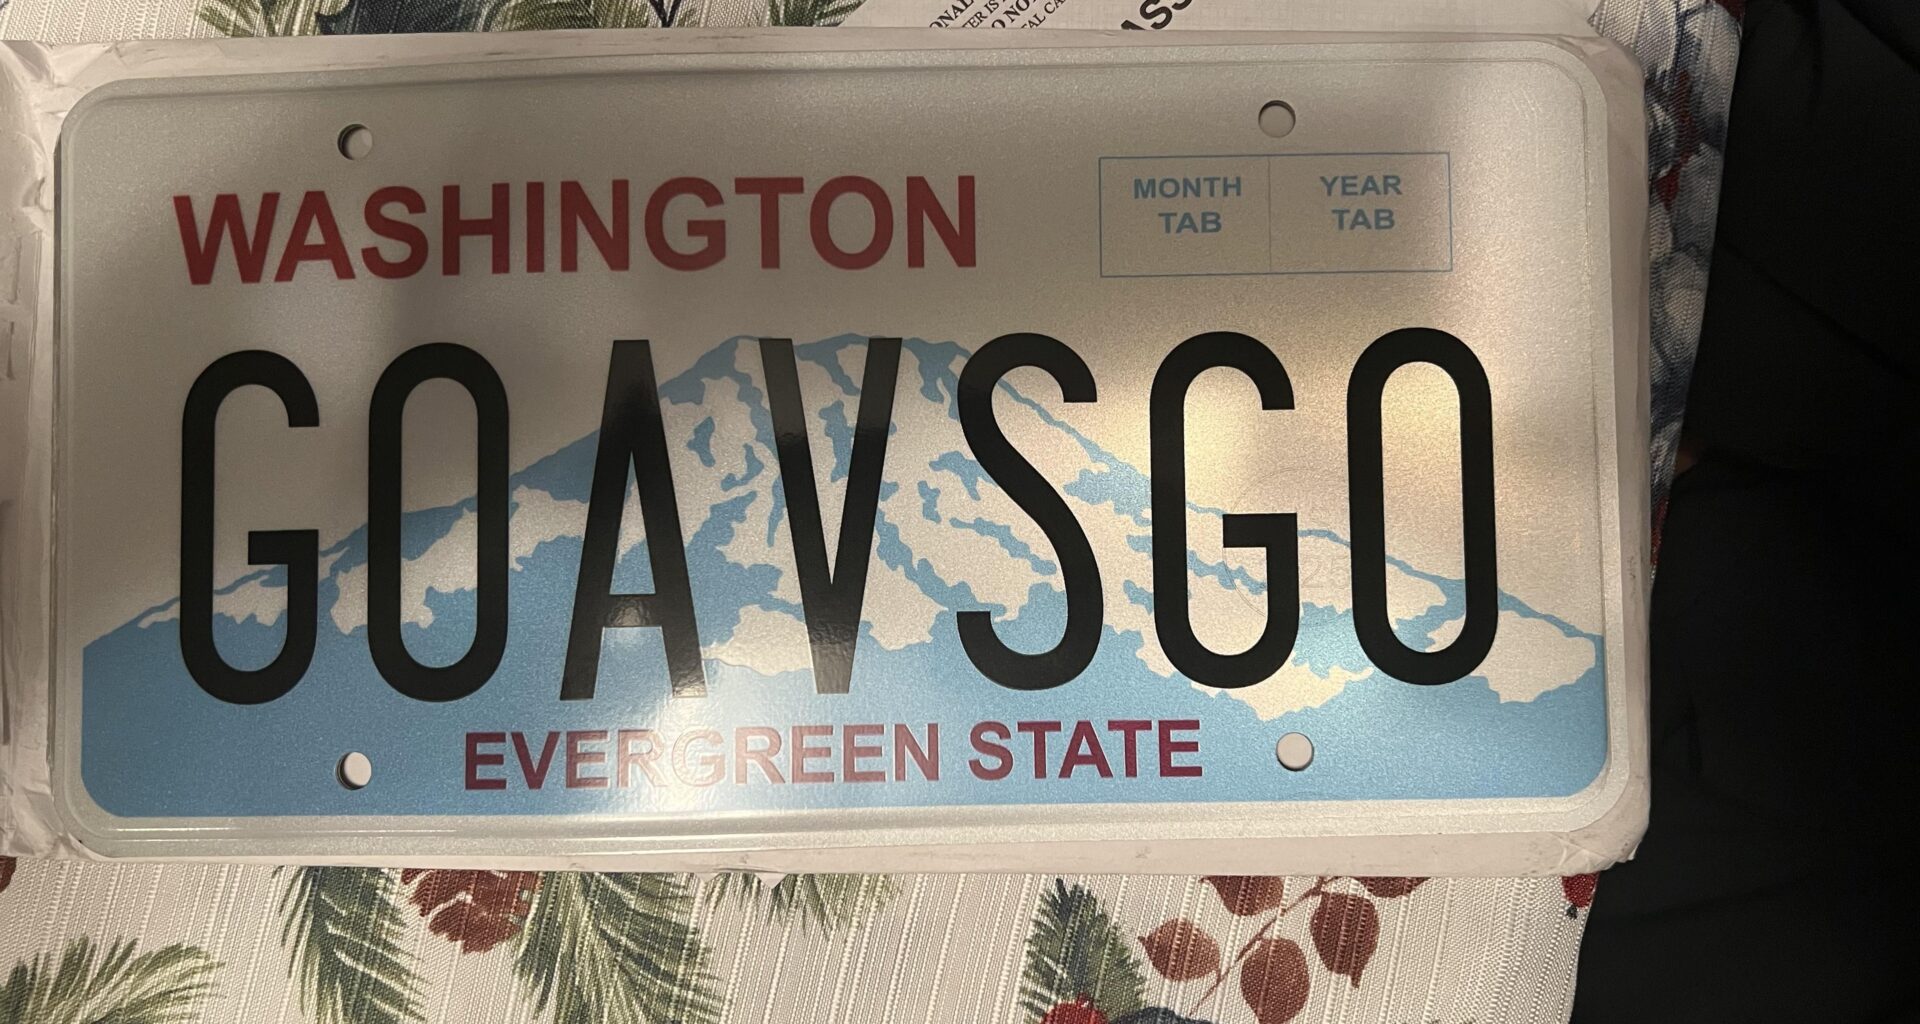 WASHINGTON
MONTH TAB
YEAR TAB
GOAVSGO
EVERGREEN STATE